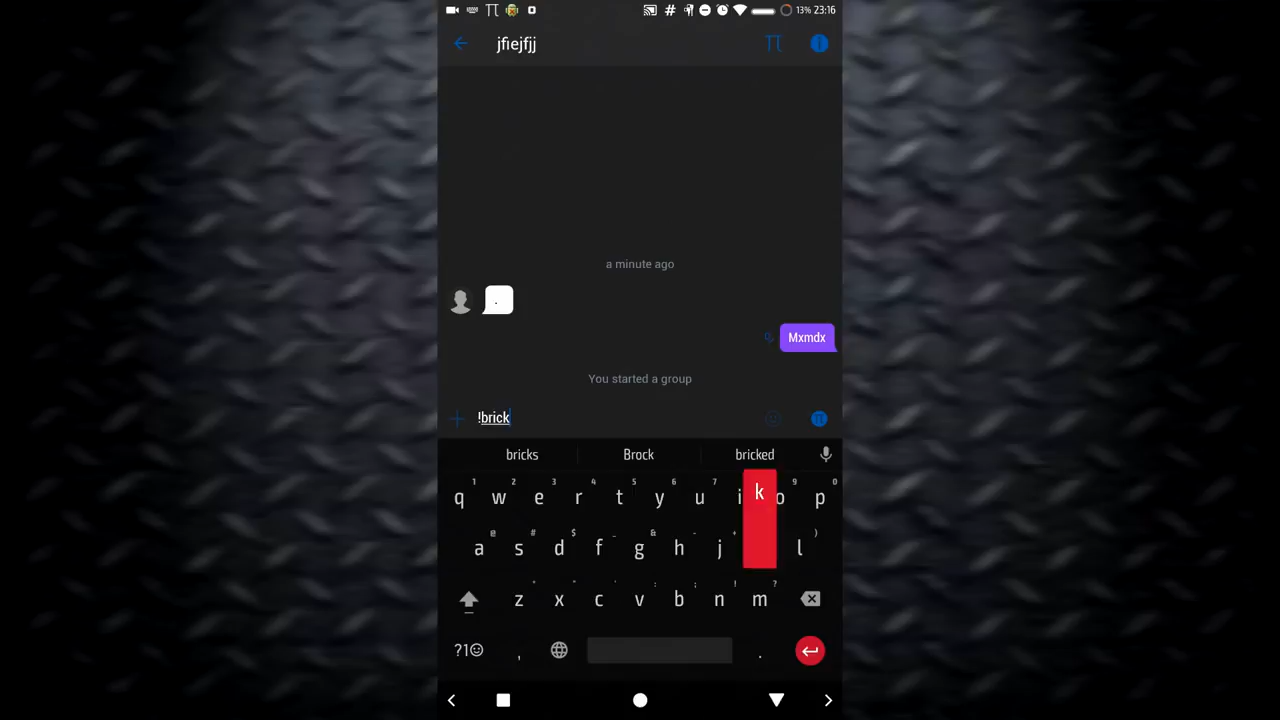 13% 23:16
jfiejfjj
a minute ago
.
Mxmdx
You started a group
!brick
bricks Brock bricked
1 2 3 4 5 6 7 9 0
q w e r t y u i k o p
@ # $ _ & - + )
a s d f g h j l
* " ' : ; ! ?
z x c v b n m
?1☺ , .